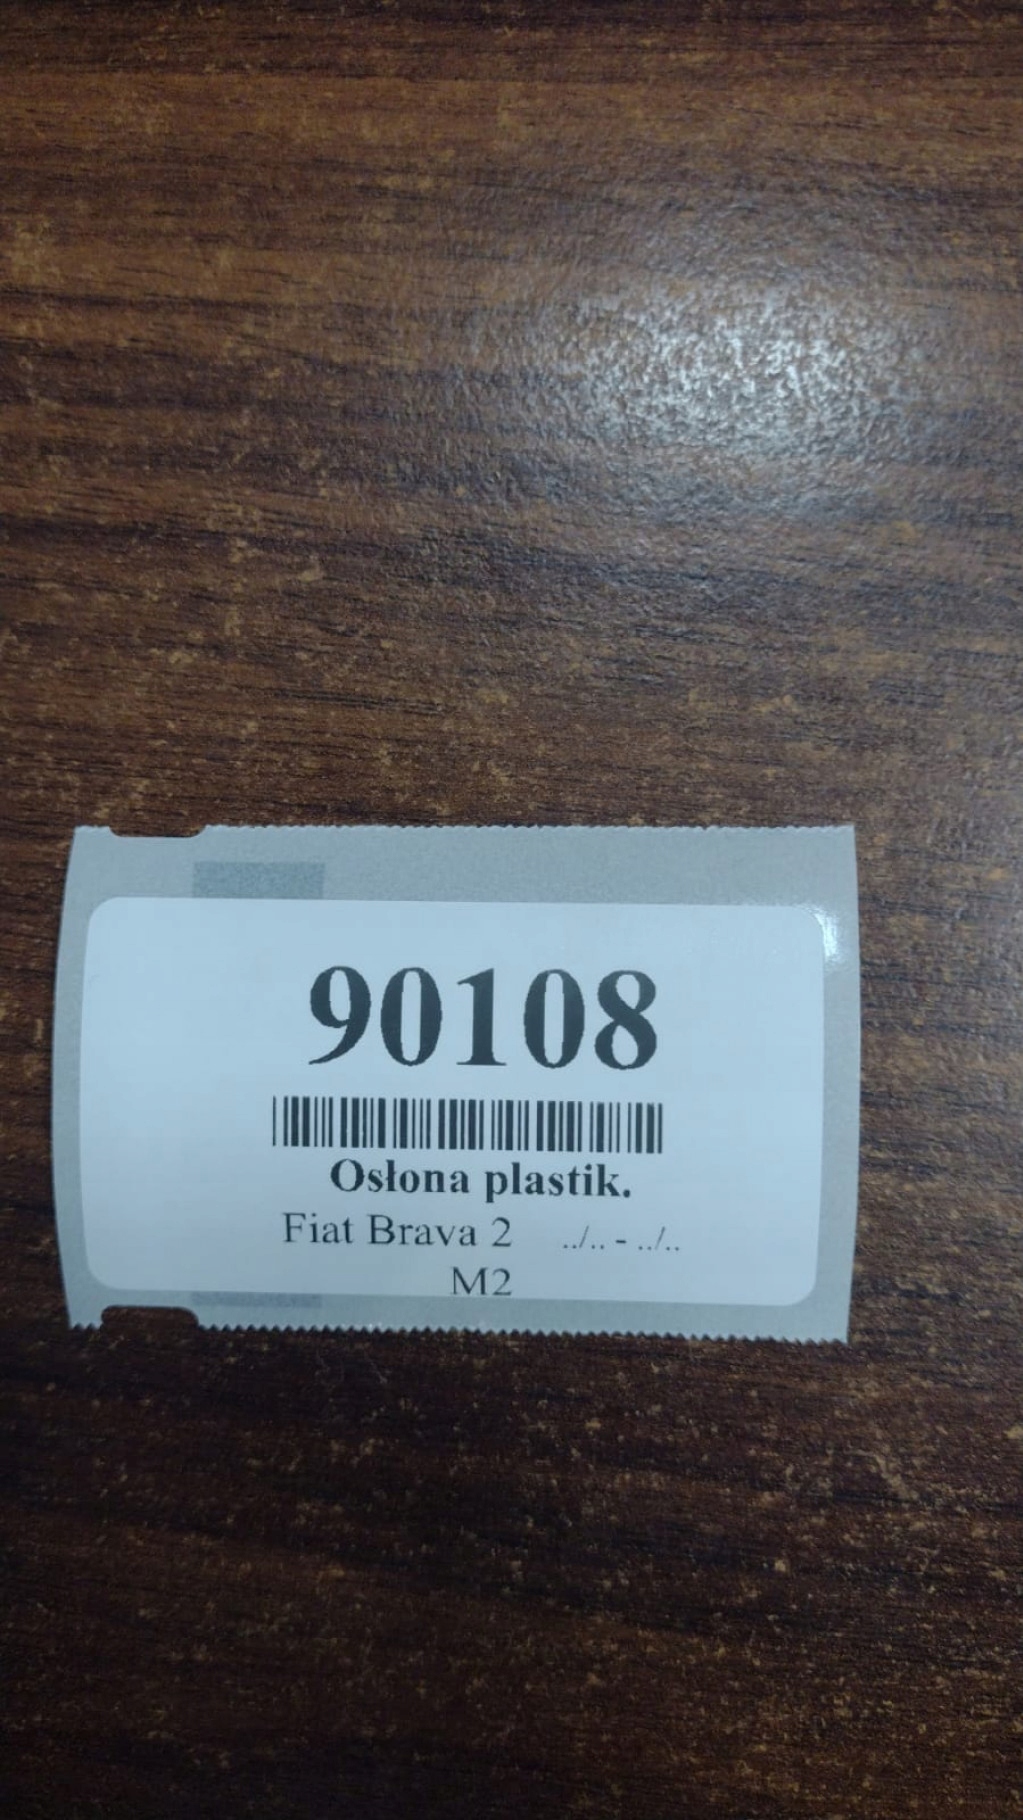 90108
Osłona plastik.
Fiat Brava 2 ../.. - ../..
M2